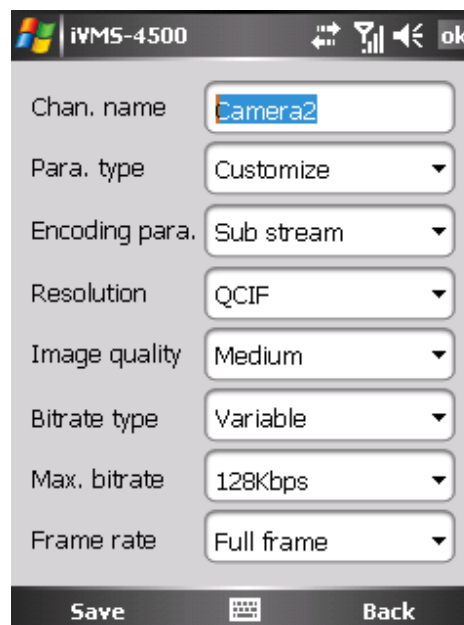 iVMS-4500 ok
Chan. name Camera2
Para. type Customize
Encoding para. Sub stream
Resolution QCIF
Image quality Medium
Bitrate type Variable
Max. bitrate 128Kbps
Frame rate Full frame
Save Back